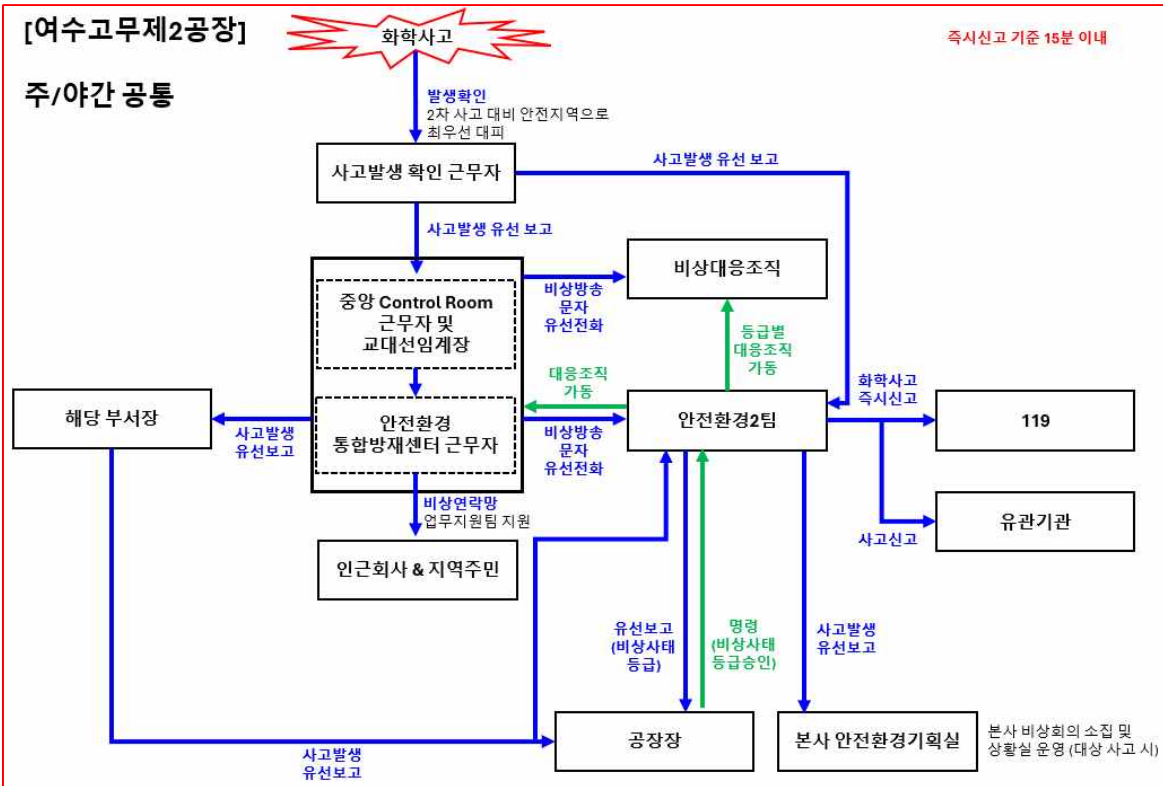 [여수고무제2공장]
화학사고
즉시신고 기준 15분 이내
주/야간 공통
발생확인
2차 사고 대비 안전지역으로
최우선 대피
사고발생 확인 근무자
사고발생 유선 보고
사고발생 유선 보고
비상대응조직
중앙 Control Room
근무자 및
교대선임계장
비상방송
문자
유선전화
등급별
대응조직
가동
대응조직
가동
화학사고
즉시신고
해당 부서장
사고발생
유선보고
안전환경
통합방재센터 근무자
비상방송
문자
유선전화
안전환경2팀
119
비상연락망
업무지원팀 지원
사고신고
유관기관
인근회사 & 지역주민
유선보고
(비상사태
등급)
명령
(비상사태
등급승인)
사고발생
유선보고
사고발생
유선보고
공장장
본사 안전환경기획실
본사 비상회의 소집 및
상황실 운영 (대상 사고 시)